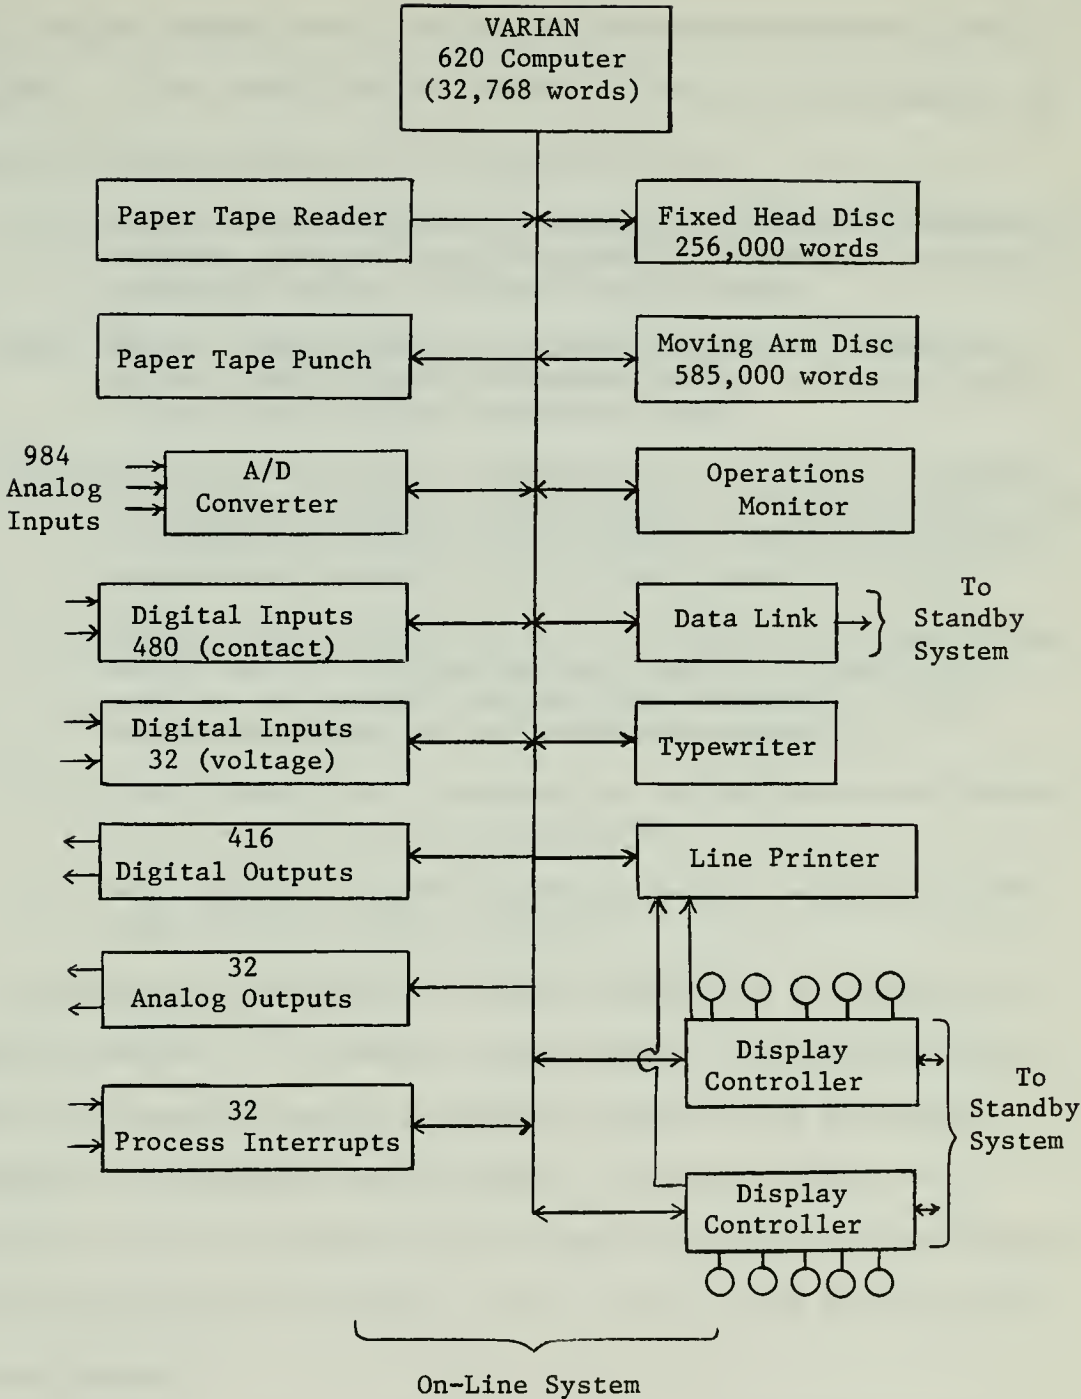 VARIAN
620 Computer
(32,768 words)
Paper Tape Reader
Fixed Head Disc
256,000 words
Paper Tape Punch
Moving Arm Disc
585,000 words
984
Analog
Inputs
A/D
Converter
Operations
Monitor
Digital Inputs
480 (contact)
Data Link
To
Standby
System
Digital Inputs
32 (voltage)
Typewriter
416
Digital Outputs
Line Printer
32
Analog Outputs
Display
Controller
To
Standby
System
32
Process Interrupts
Display
Controller
On-Line System